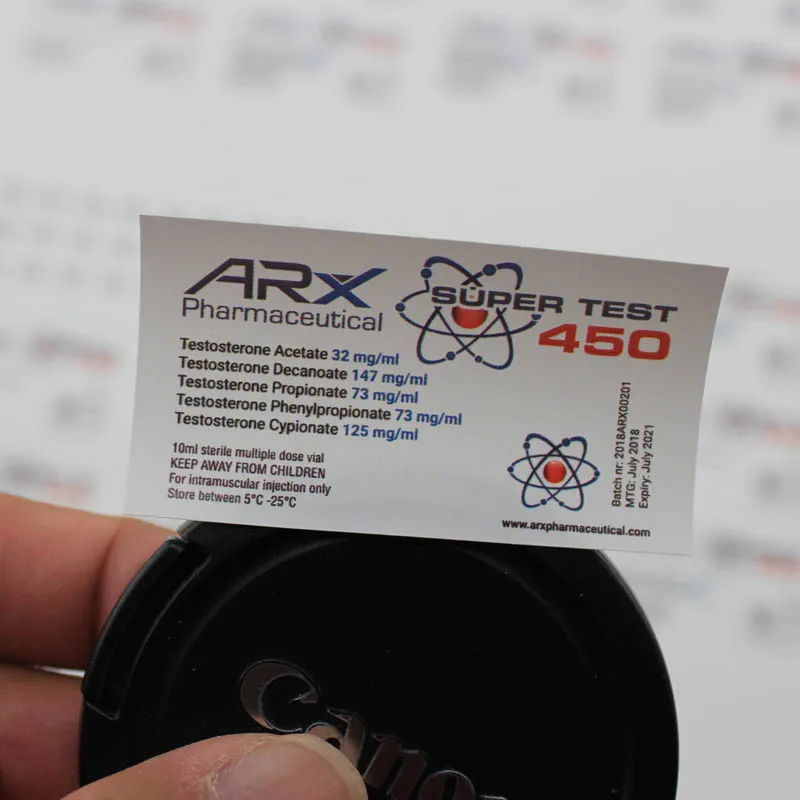 ARX
Pharmaceutical
SUPER TEST
450
Testosterone Acetate 32 mg/ml
Testosterone Decanoate 147 mg/ml
Testosterone Propionate 73 mg/ml
Testosterone Phenylpropionate 73 mg/ml
Testosterone Cypionate 125 mg/ml
10ml sterile multiple dose vial
KEEP AWAY FROM CHILDREN
For intramuscular injection only
Store between 5°C -25°C
Batch nr: 2018ARX00201
MTG: July 2018
Expiry: July 2021
www.arxpharmaceutical.com
Canon